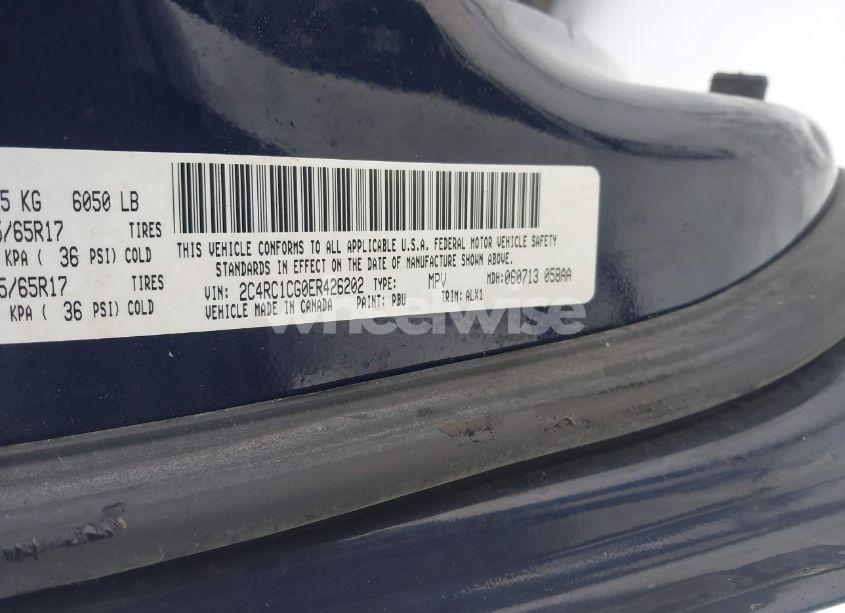 5 KG 6050 LB
5/65R17 TIRES
KPA ( 36 PSI) COLD
5/65R17 TIRES
KPA ( 36 PSI) COLD
THIS VEHICLE CONFORMS TO ALL APPLICABLE U.S.A. FEDERAL MOTOR VEHICLE SAFETY
STANDARDS IN EFFECT ON THE DATE OF MANUFACTURE SHOWN ABOVE.
VIN: 2C4RC1CG0ER426202 TYPE: MPV MDH:060713 058AA
VEHICLE MADE IN CANADA PAINT: PBU TRIM: ALX1
wheelwise